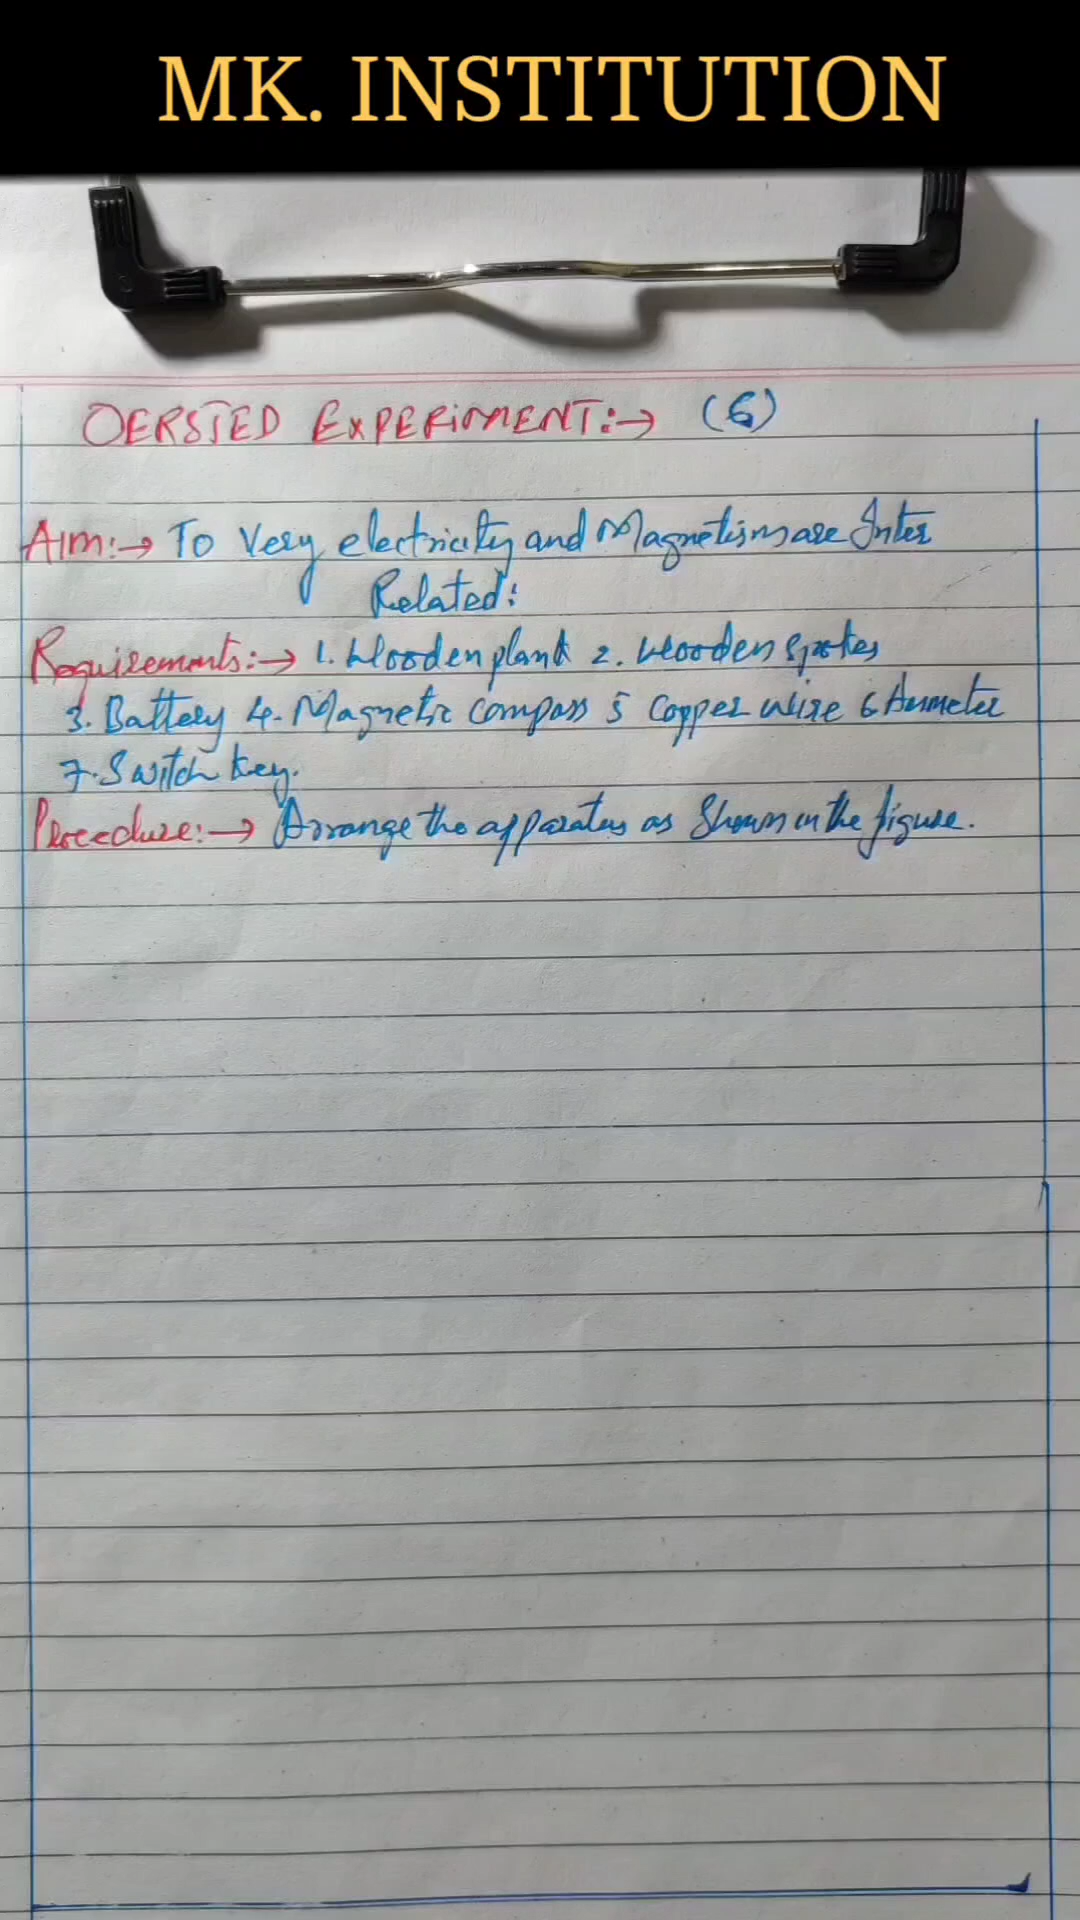 MK. INSTITUTION
OERSTED EXPERIMENT:→ (6)
Aim:→ To Very electricity and Magnetism are Inter
Related:
Requirements:→ 1. Wooden plank 2. Wooden spokes
3. Battery 4. Magnetic compass 5 Copper wire 6 Ammeter
7. Switch key.
Procedure:→ Arrange the apparatus as Shown in the figure.